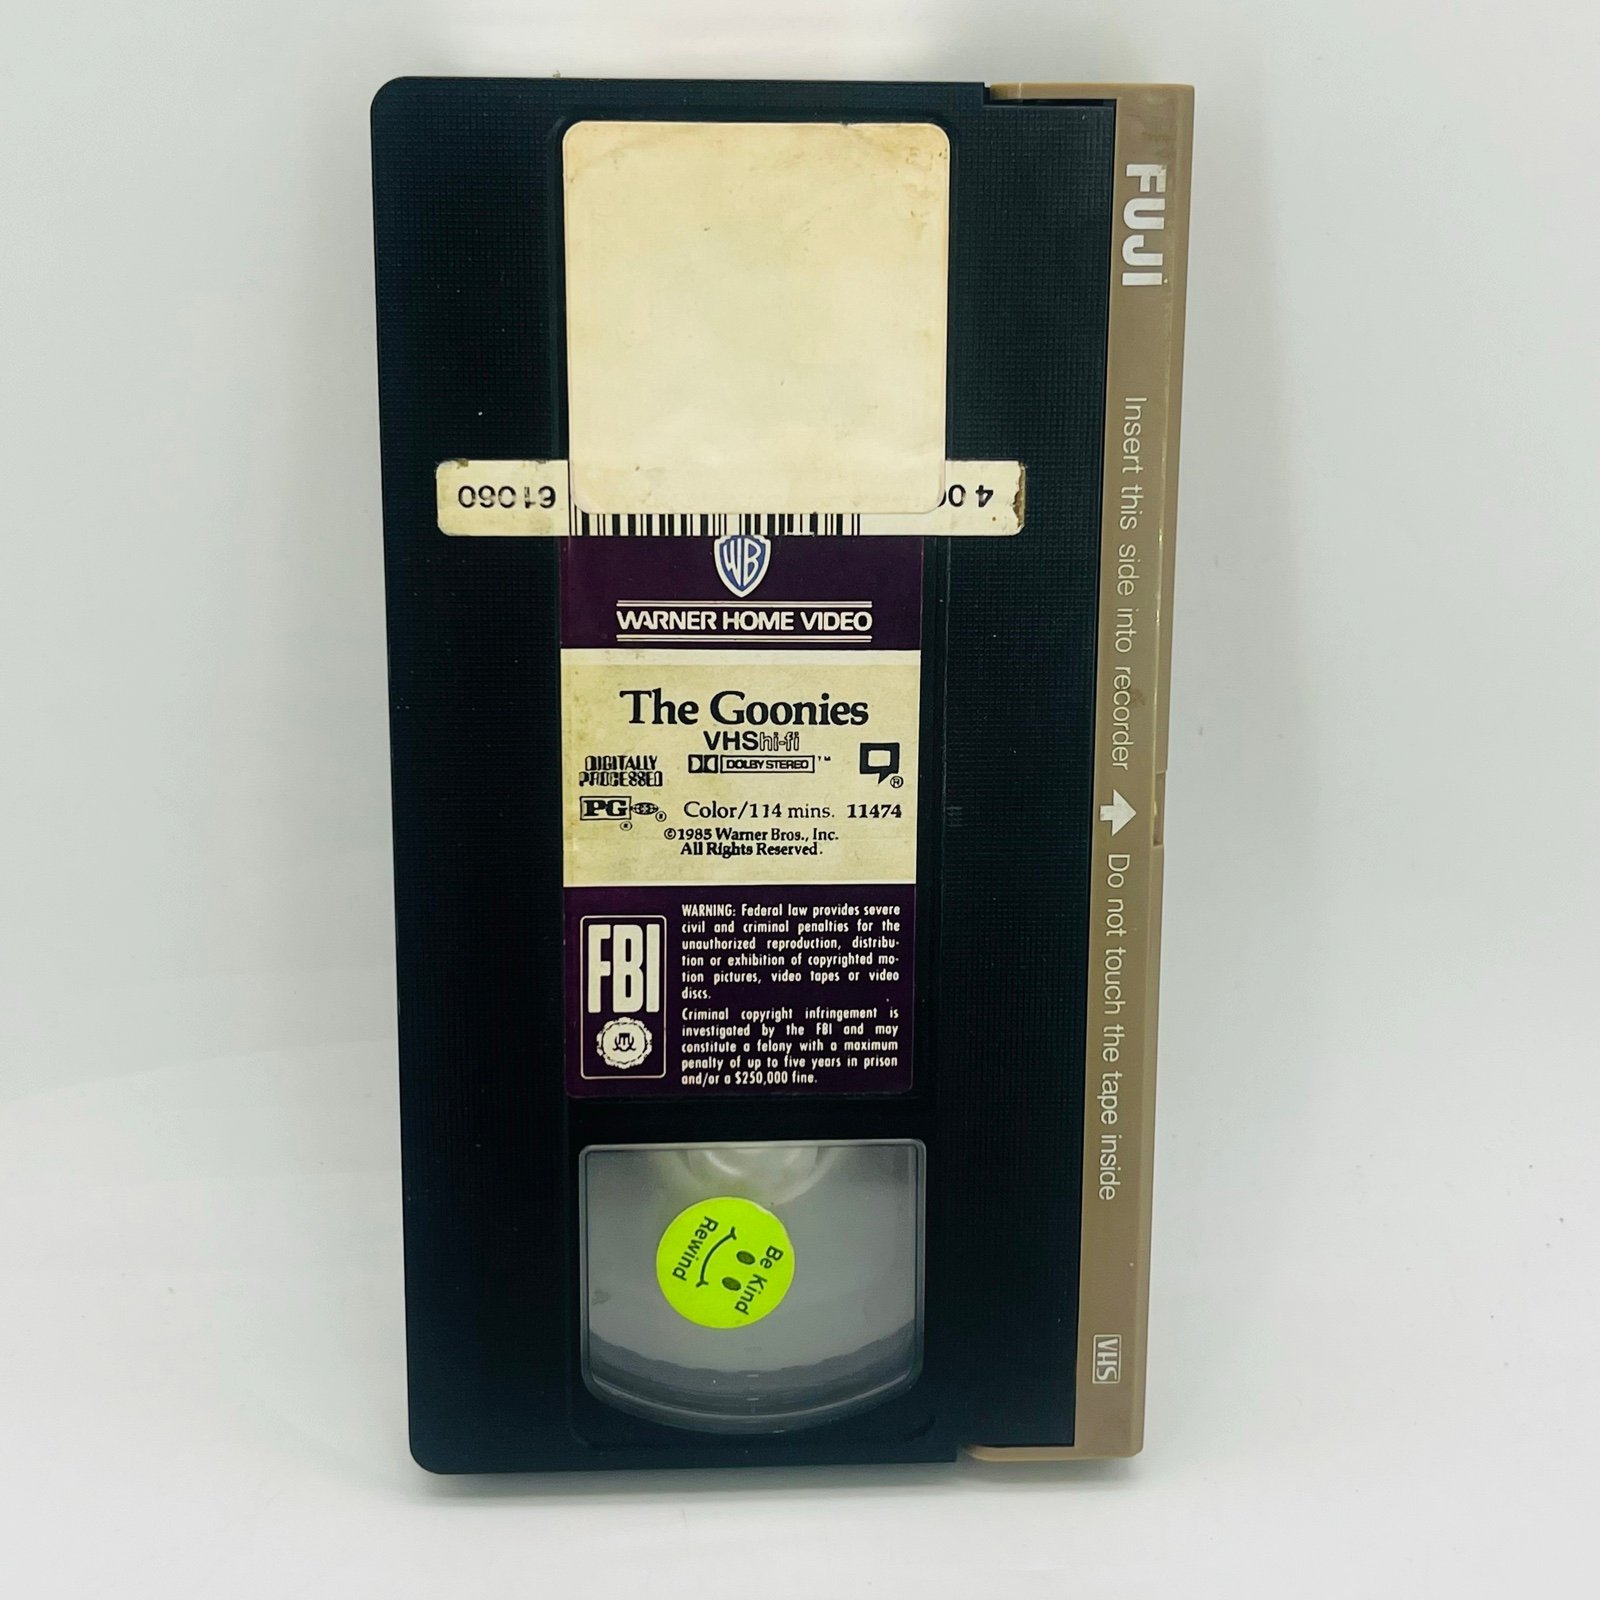 FUJI
Insert this side into recorder
Do not touch the tape inside
VHS
61060
4 0
WB
WARNER HOME VIDEO
The Goonies
VHS hi-fi
DIGITALLY
PROCESSED
DOLBY STEREO ™
®
PG ® ®
Color/114 mins. 11474
©1985 Warner Bros., Inc.
All Rights Reserved.
FBI
WARNING: Federal law provides severe
civil and criminal penalties for the
unauthorized reproduction, distribu-
tion or exhibition of copyrighted mo-
tion pictures, video tapes or video
discs.
Criminal copyright infringement is
investigated by the FBI and may
constitute a felony with a maximum
penalty of up to five years in prison
and/or a $250,000 fine.
Be Kind
Rewind